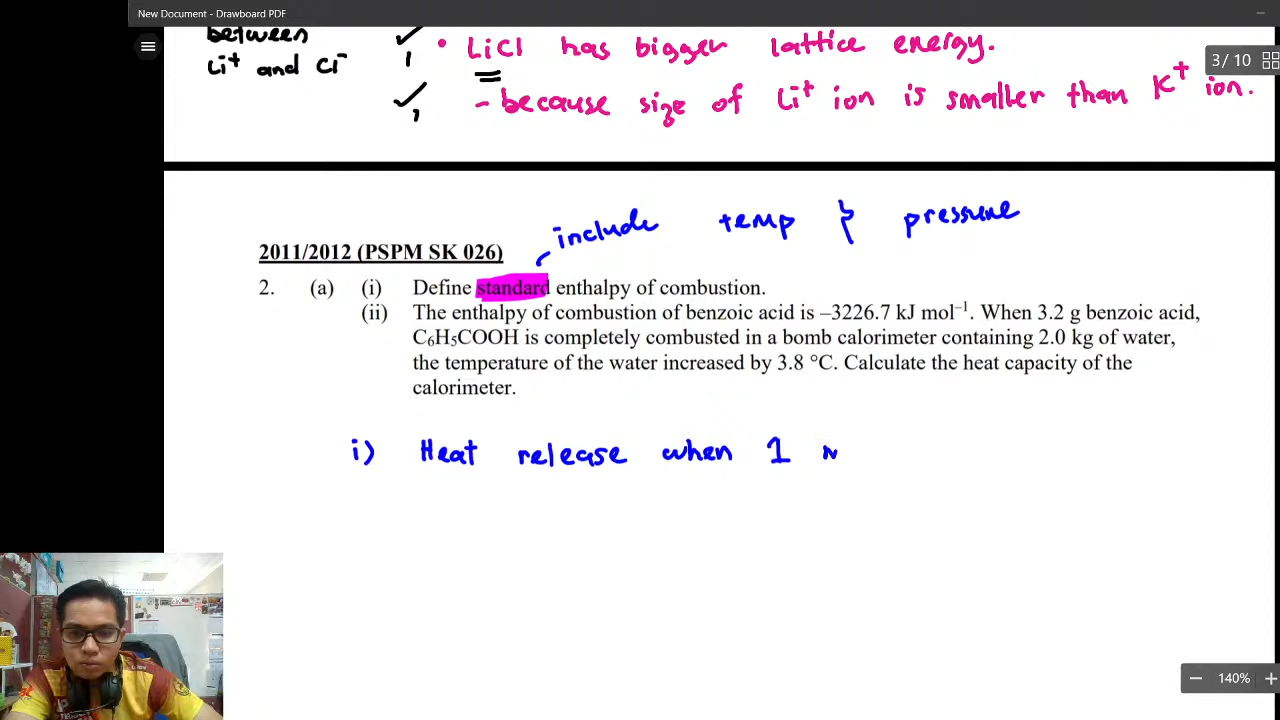 New Document - Drawboard PDF
between
Li⁺ and Cl⁻
1
• LiCl has bigger lattice energy.
3 / 10
1
- because size of Li⁺ ion is smaller than K⁺ ion.
include temp & pressure
2011/2012 (PSPM SK 026)
2. (a) (i) Define standard enthalpy of combustion.
(ii) The enthalpy of combustion of benzoic acid is –3226.7 kJ mol⁻¹. When 3.2 g benzoic acid,
C₆H₅COOH is completely combusted in a bomb calorimeter containing 2.0 kg of water,
the temperature of the water increased by 3.8 °C. Calculate the heat capacity of the
calorimeter.
i) Heat release when 1
140%